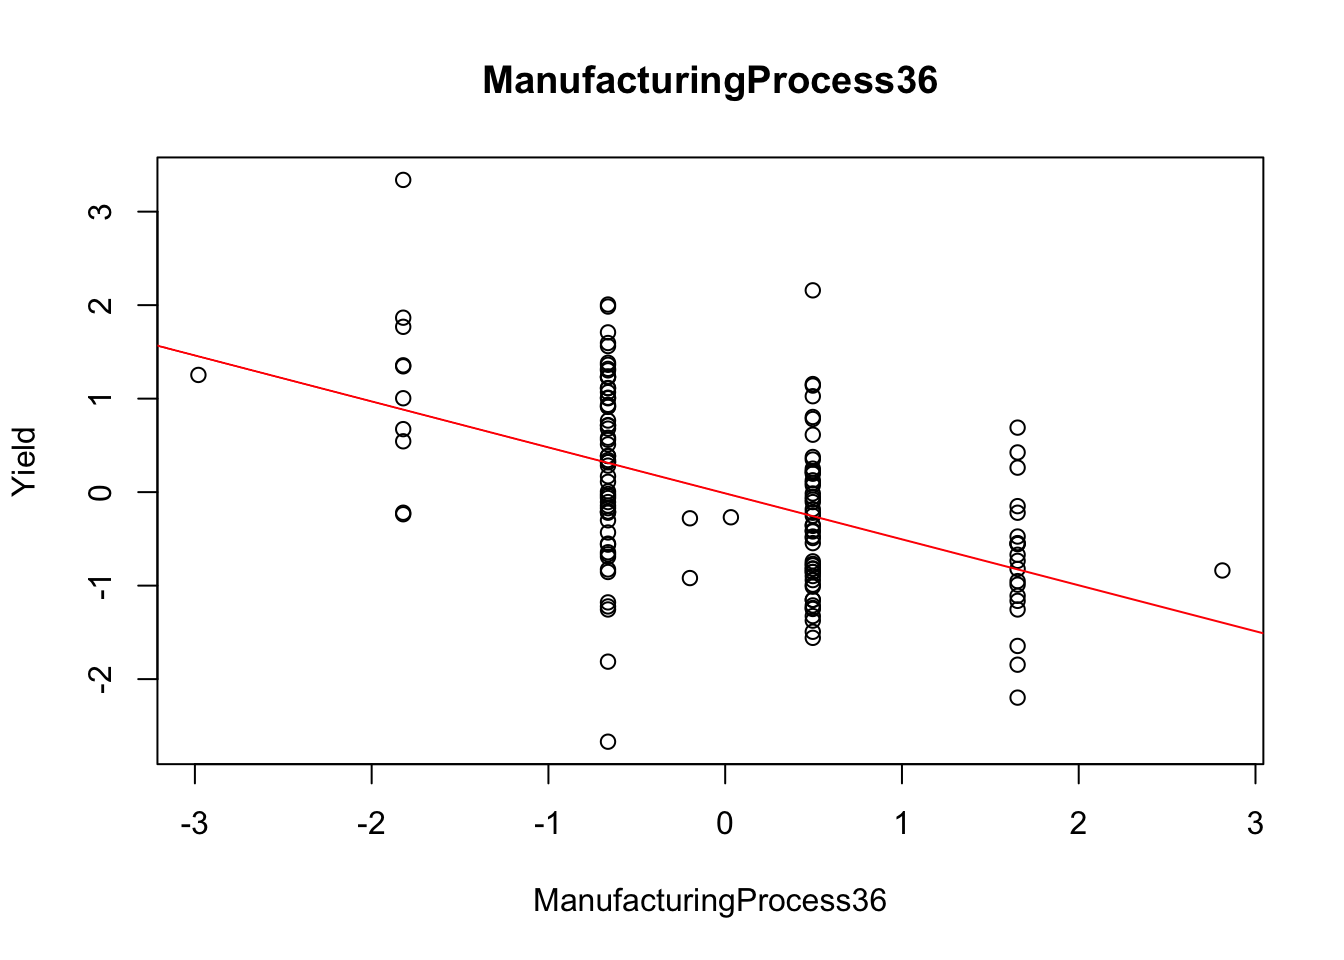 ManufacturingProcess36
Yield
3
2
1
0
-1
-2
-3 -2 -1 0 1 2 3
ManufacturingProcess36